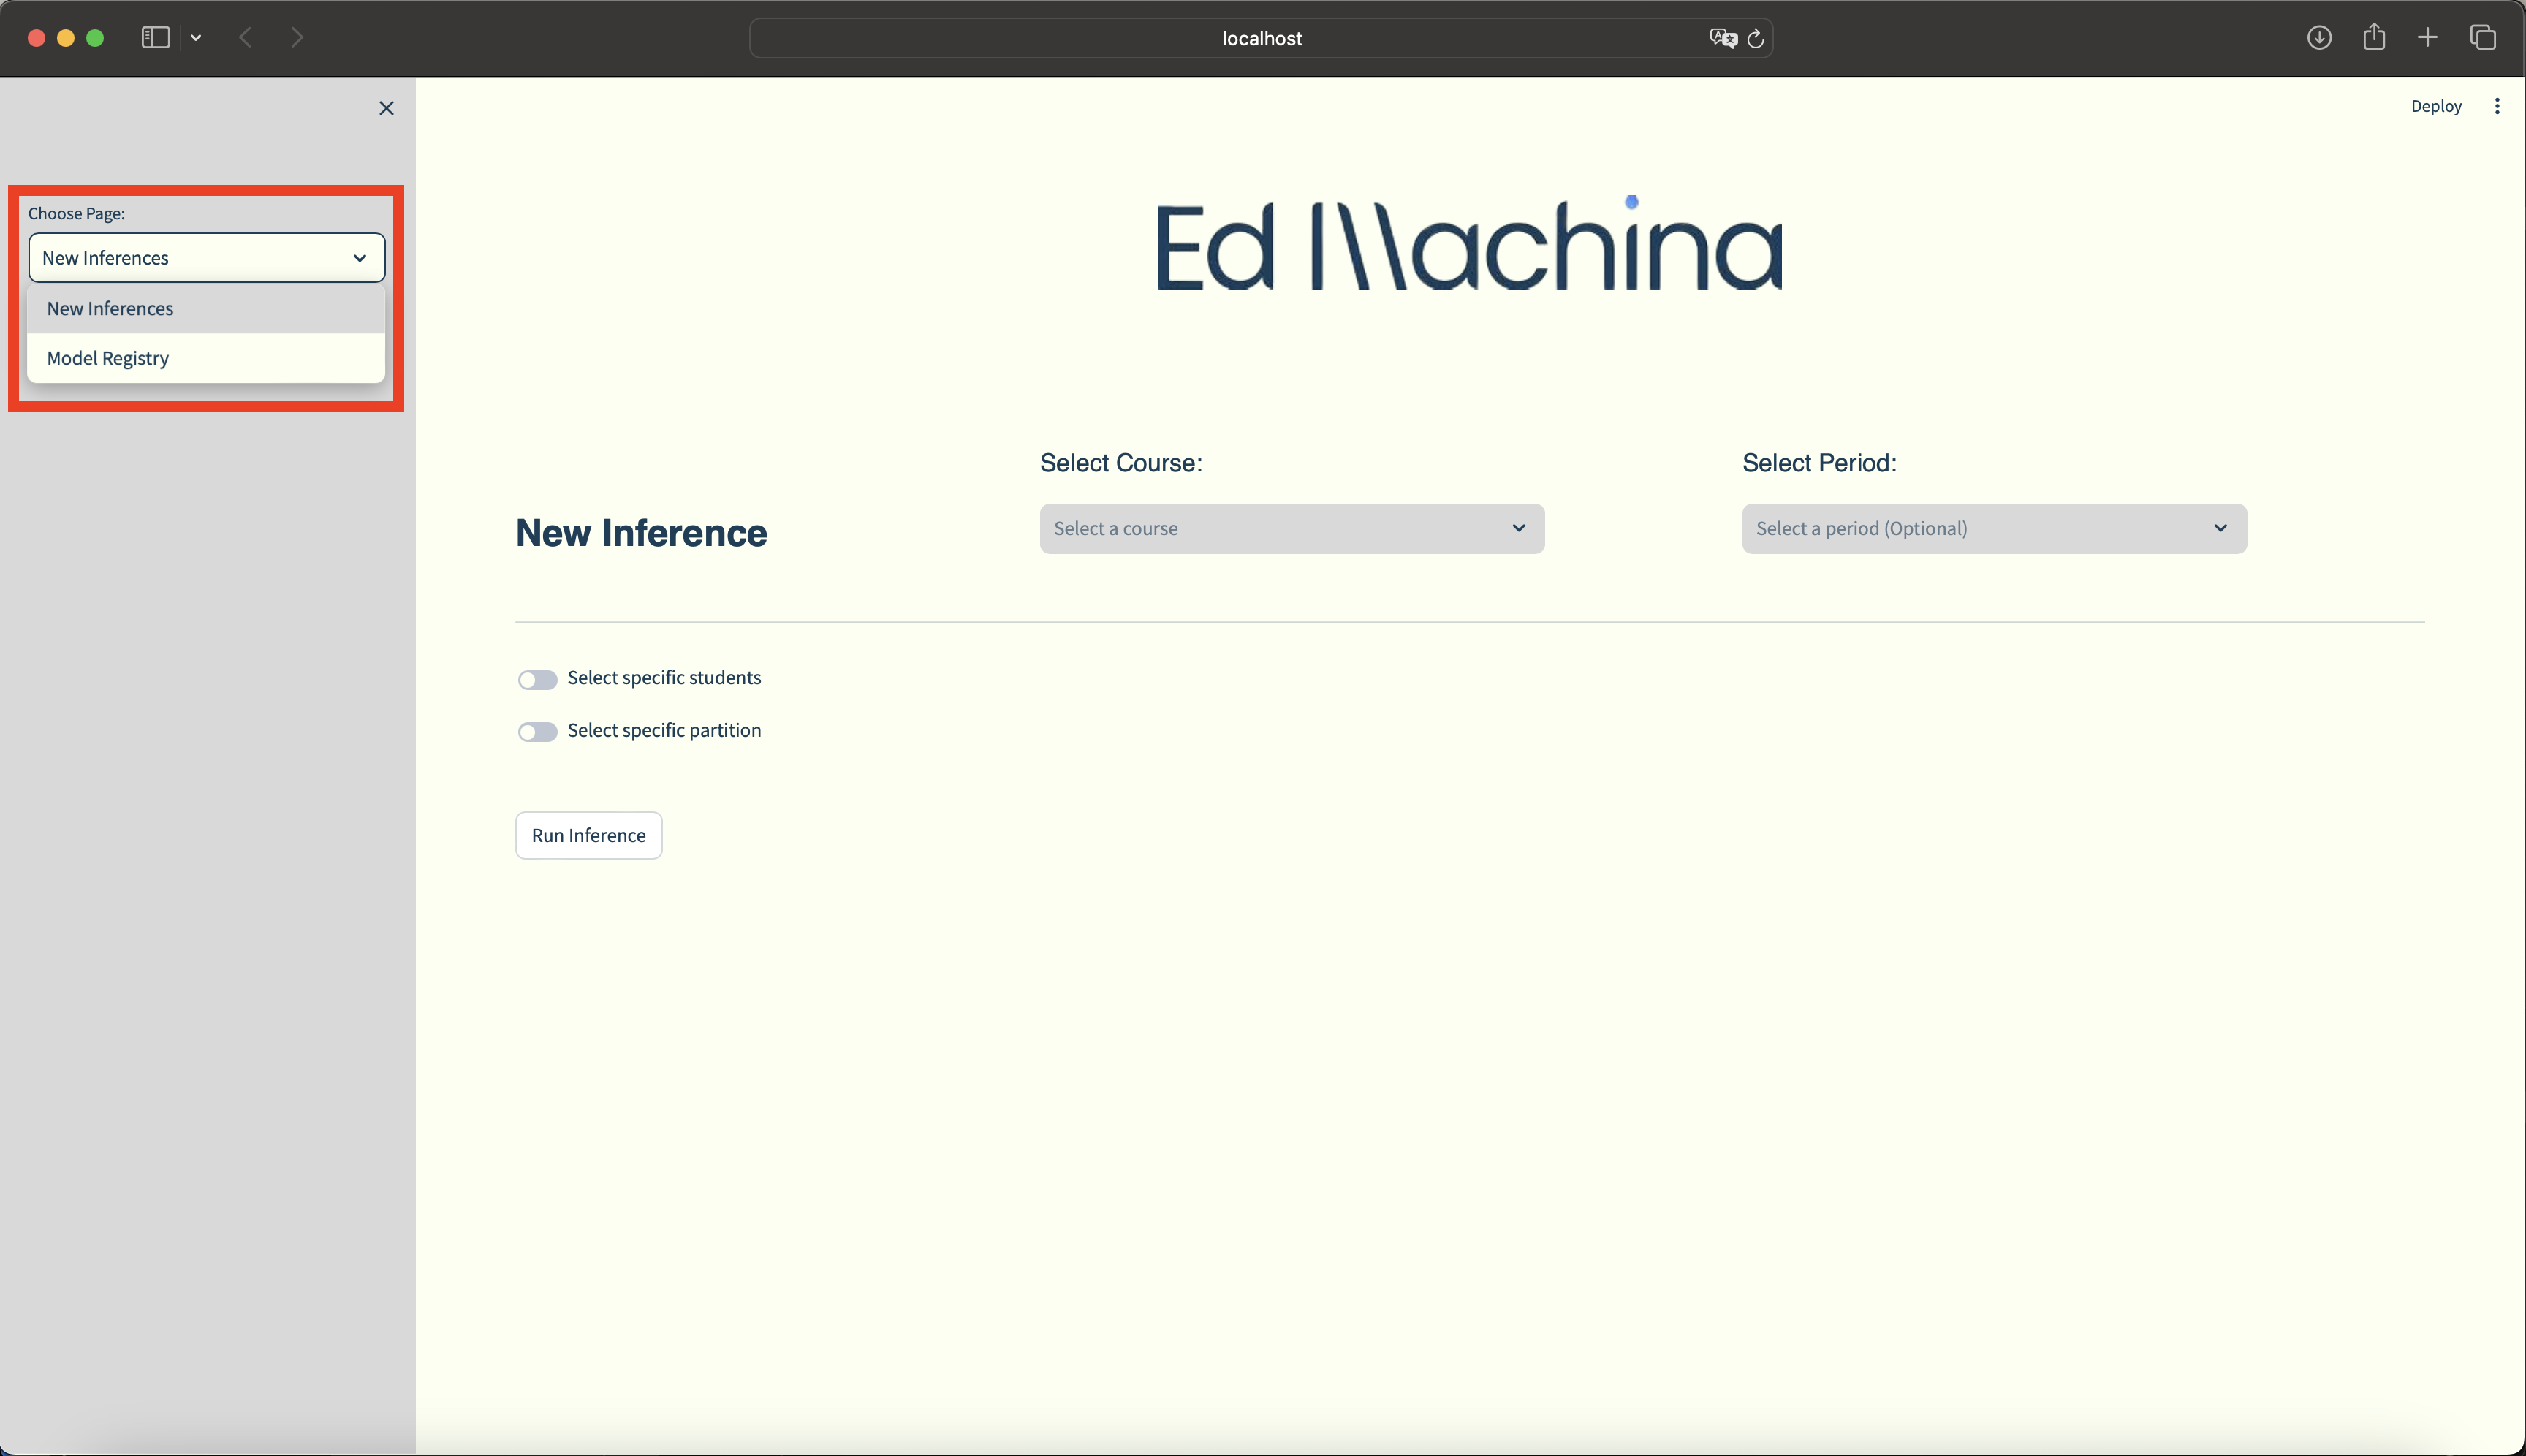 localhost
Deploy
Choose Page:
New Inferences
New Inferences
Model Registry
Ed Machina
Select Course:
Select Period:
New Inference
Select a course
Select a period (Optional)
Select specific students
Select specific partition
Run Inference